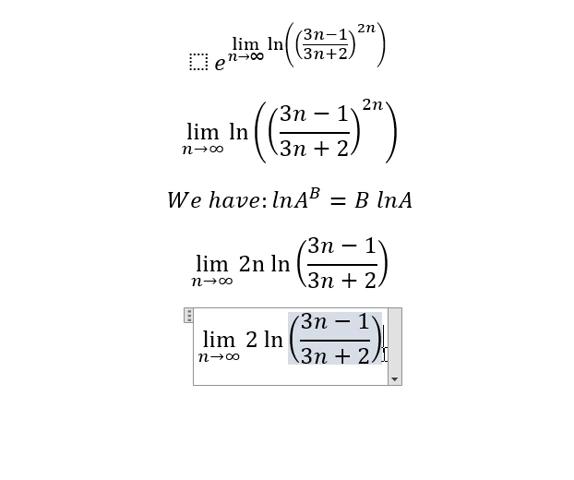 e^{\lim_{n→∞} ln(((3n−1)/(3n+2))^{2n})}
lim_{n→∞} ln(((3n − 1)/(3n + 2))^{2n})
We have: lnA^B = B lnA
lim_{n→∞} 2n ln((3n − 1)/(3n + 2))
lim_{n→∞} 2 ln((3n − 1)/(3n + 2))